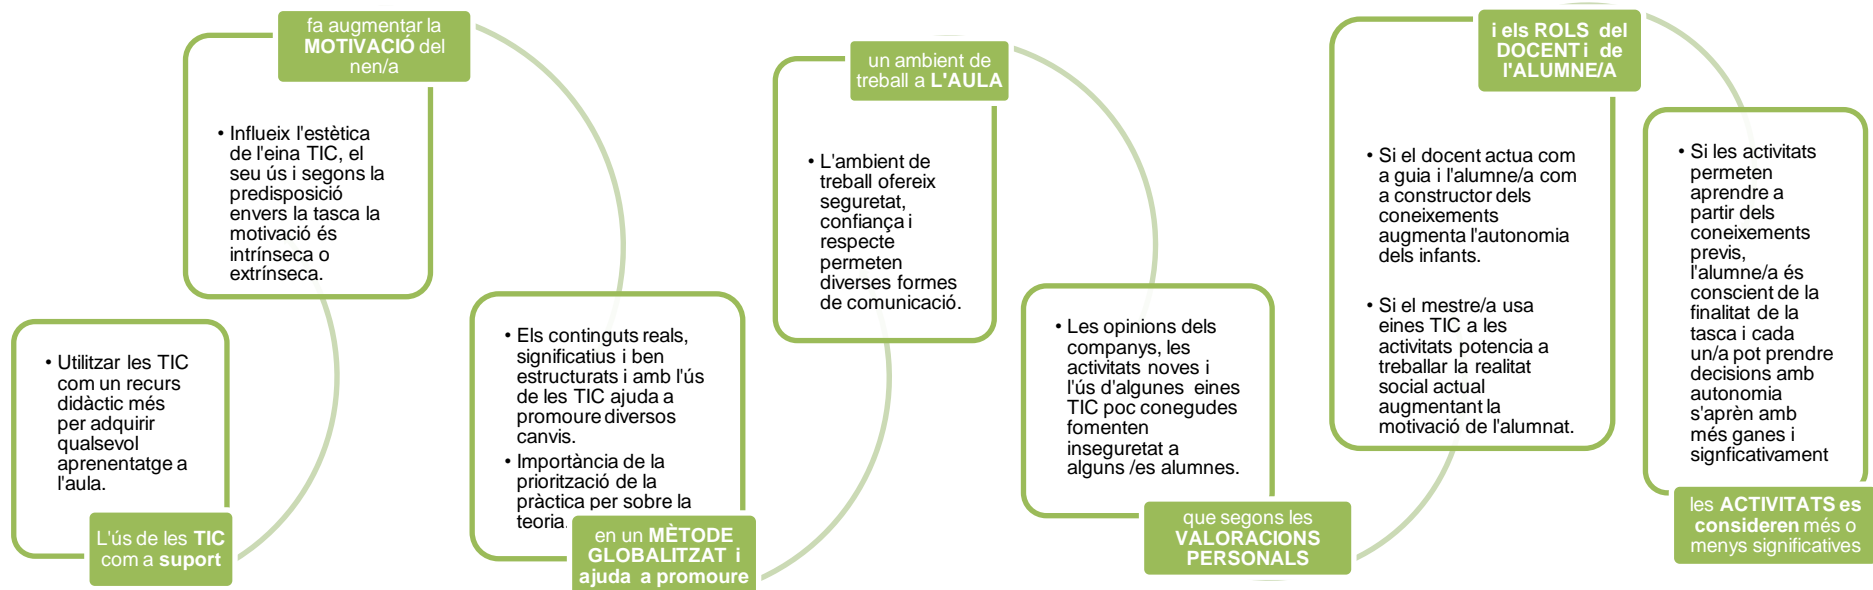 • Utilitzar les TIC
com un recurs
didàctic més
per adquirir
qualsevol
aprenentatge a
l'aula.
L'ús de les TIC
com a suport
fa augmentar la
MOTIVACIÓ del
nen/a
• Influeix l'estètica
de l'eina TIC, el
seu ús i segons la
predisposició
envers la tasca la
motivació és
intrínseca o
extrínseca.
• Els continguts reals,
significatius i ben
estructurats i amb l'ús
de les TIC ajuda a
promoure diversos
canvis.
• Importància de la
priorització de la
pràctica per sobre la
teoria.
en un MÈTODE
GLOBALITZAT i
ajuda a promoure
un ambient de
treball a L'AULA
• L'ambient de
treball ofereix
seguretat,
confiança i
respecte
permeten
diverses formes
de comunicació.
• Les opinions dels
companys, les
activitats noves i
l'ús d'algunes eines
TIC poc conegudes
fomenten
inseguretat a
alguns /es alumnes.
que segons les
VALORACIONS
PERSONALS
i els ROLS del
DOCENT i de
l'ALUMNE/A
• Si el docent actua com
a guia i l'alumne/a com
a constructor dels
coneixements
augmenta l'autonomia
dels infants.
• Si el mestre/a usa
eines TIC a les
activitats potencia a
treballar la realitat
social actual
augmentant la
motivació de l'alumnat.
• Si les activitats
permeten
aprendre a
partir dels
coneixements
previs,
l'alumne/a és
conscient de la
finalitat de la
tasca i cada
un/a pot prendre
decisions amb
autonomia
s'aprèn amb
més ganes i
signficativament
les ACTIVITATS es
consideren més o
menys significatives